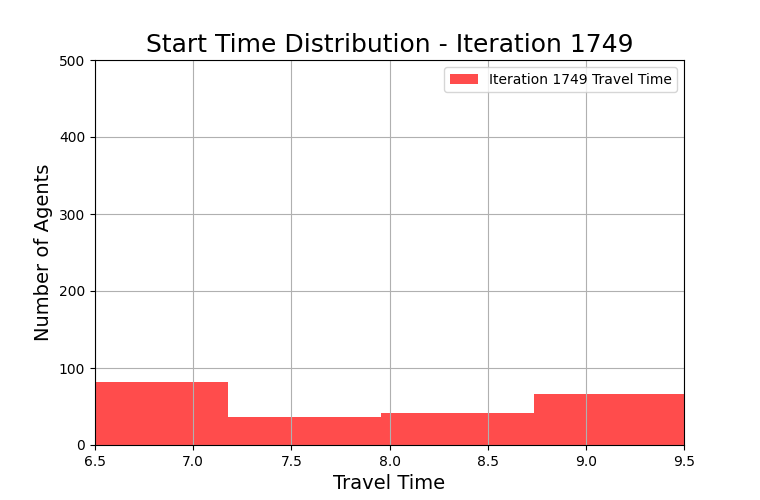 Start Time Distribution - Iteration 1749
500
400
300
200
100
0
Number of Agents
Iteration 1749 Travel Time
6.5 7.0 7.5 8.0 8.5 9.0 9.5
Travel Time